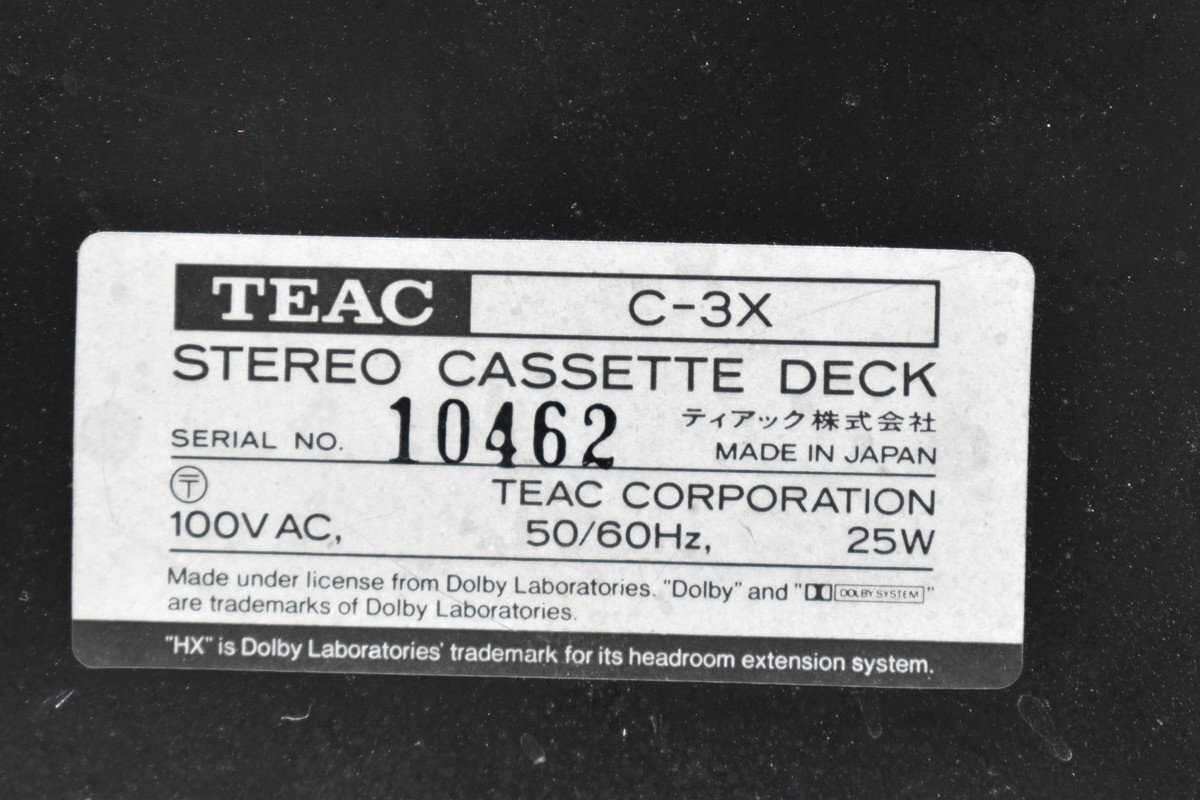 TEAC C-3X
STEREO CASSETTE DECK
SERIAL NO. 10462 ティアック株式会社
MADE IN JAPAN
〒 TEAC CORPORATION
100V AC, 50/60Hz, 25W
Made under license from Dolby Laboratories. "Dolby" and "DOLBY SYSTEM"
are trademarks of Dolby Laboratories.
"HX" is Dolby Laboratories' trademark for its headroom extension system.